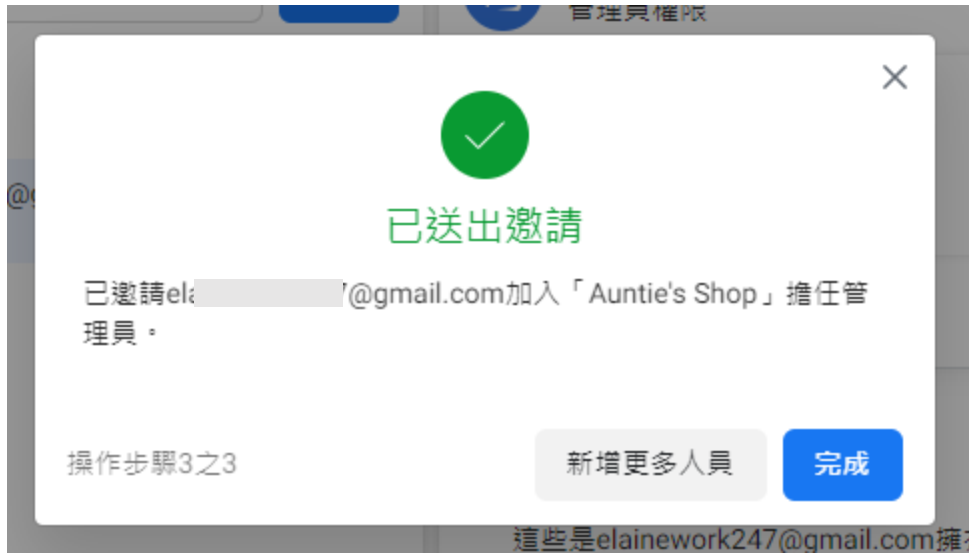 管理員權限
@g
已送出邀請
已邀請ela 7@gmail.com加入「Auntie's Shop」擔任管
理員。
操作步驟3之3
新增更多人員
完成
這些是elainework247@gmail.com擁